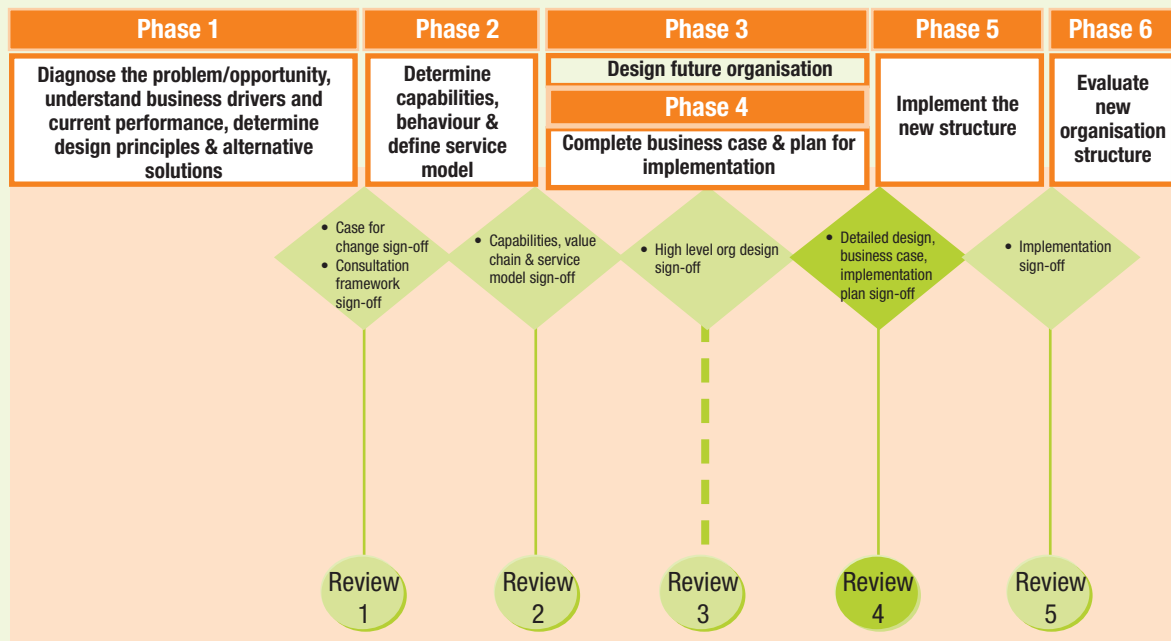 Phase 1
Diagnose the problem/opportunity,
understand business drivers and
current performance, determine
design principles & alternative
solutions
Phase 2
Determine
capabilities,
behaviour &
define service
model
Phase 3
Design future organisation
Phase 4
Complete business case & plan for
implementation
Phase 5
Implement the
new structure
Phase 6
Evaluate
new
organisation
structure
• Case for
change sign-off
• Consultation
framework
sign-off
• Capabilities, value
chain & service
model sign-off
• High level org design
sign-off
• Detailed design,
business case,
implementation
plan sign-off
• Implementation
sign-off
Review
1
Review
2
Review
3
Review
4
Review
5